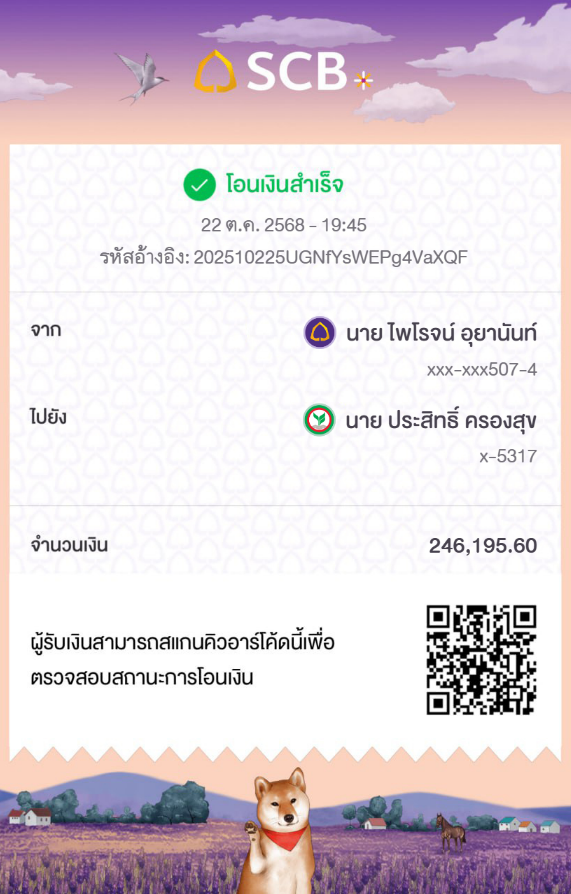 SCB
โอนเงินสำเร็จ
22 ต.ค. 2568 - 19:45
รหัสอ้างอิง: 202510225UGNfYsWEPg4VaXQF
จาก
นาย ไพโรจน์ อุยานันท์
xxx-xxx507-4
ไปยัง
นาย ประสิทธิ์ ครองสุข
x-5317
จำนวนเงิน
246,195.60
ผู้รับเงินสามารถสแกนคิวอาร์โค้ดนี้เพื่อ
ตรวจสอบสถานะการโอนเงิน